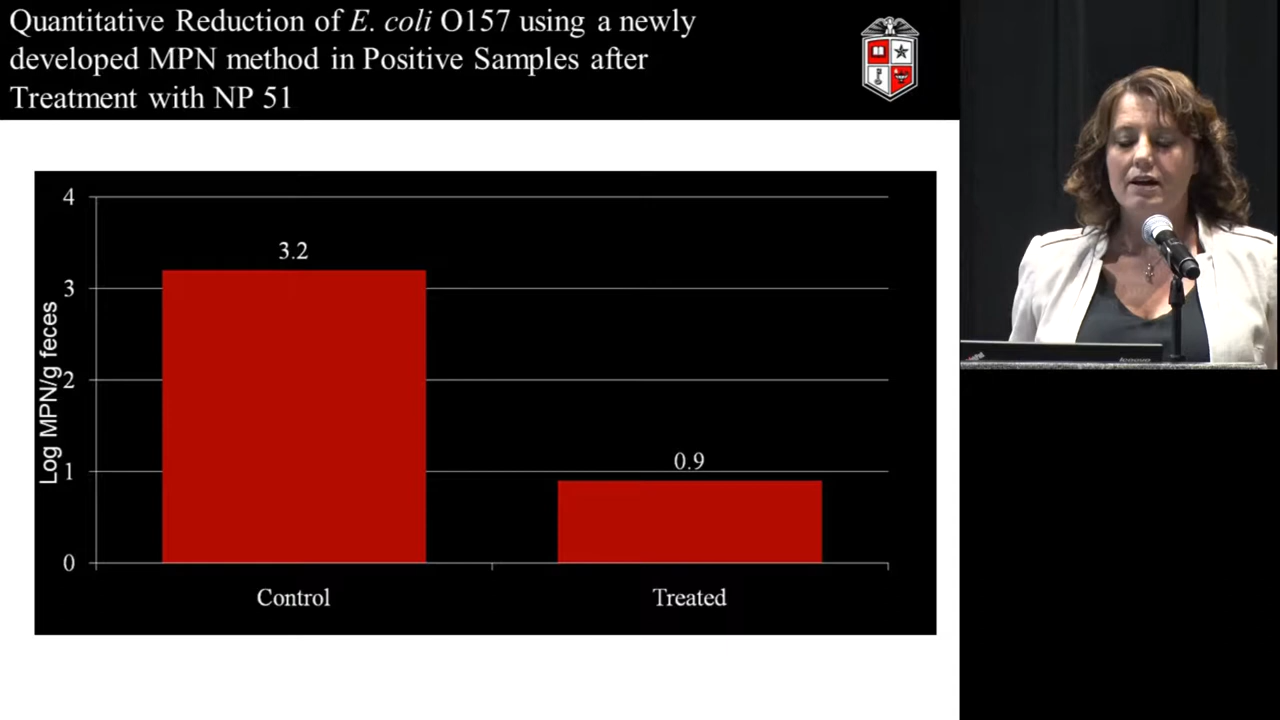 Quantitative Reduction of E. coli O157 using a newly
developed MPN method in Positive Samples after
Treatment with NP 51
4
3
2
1
0
Log MPN/g feces
3.2
0.9
Control
Treated